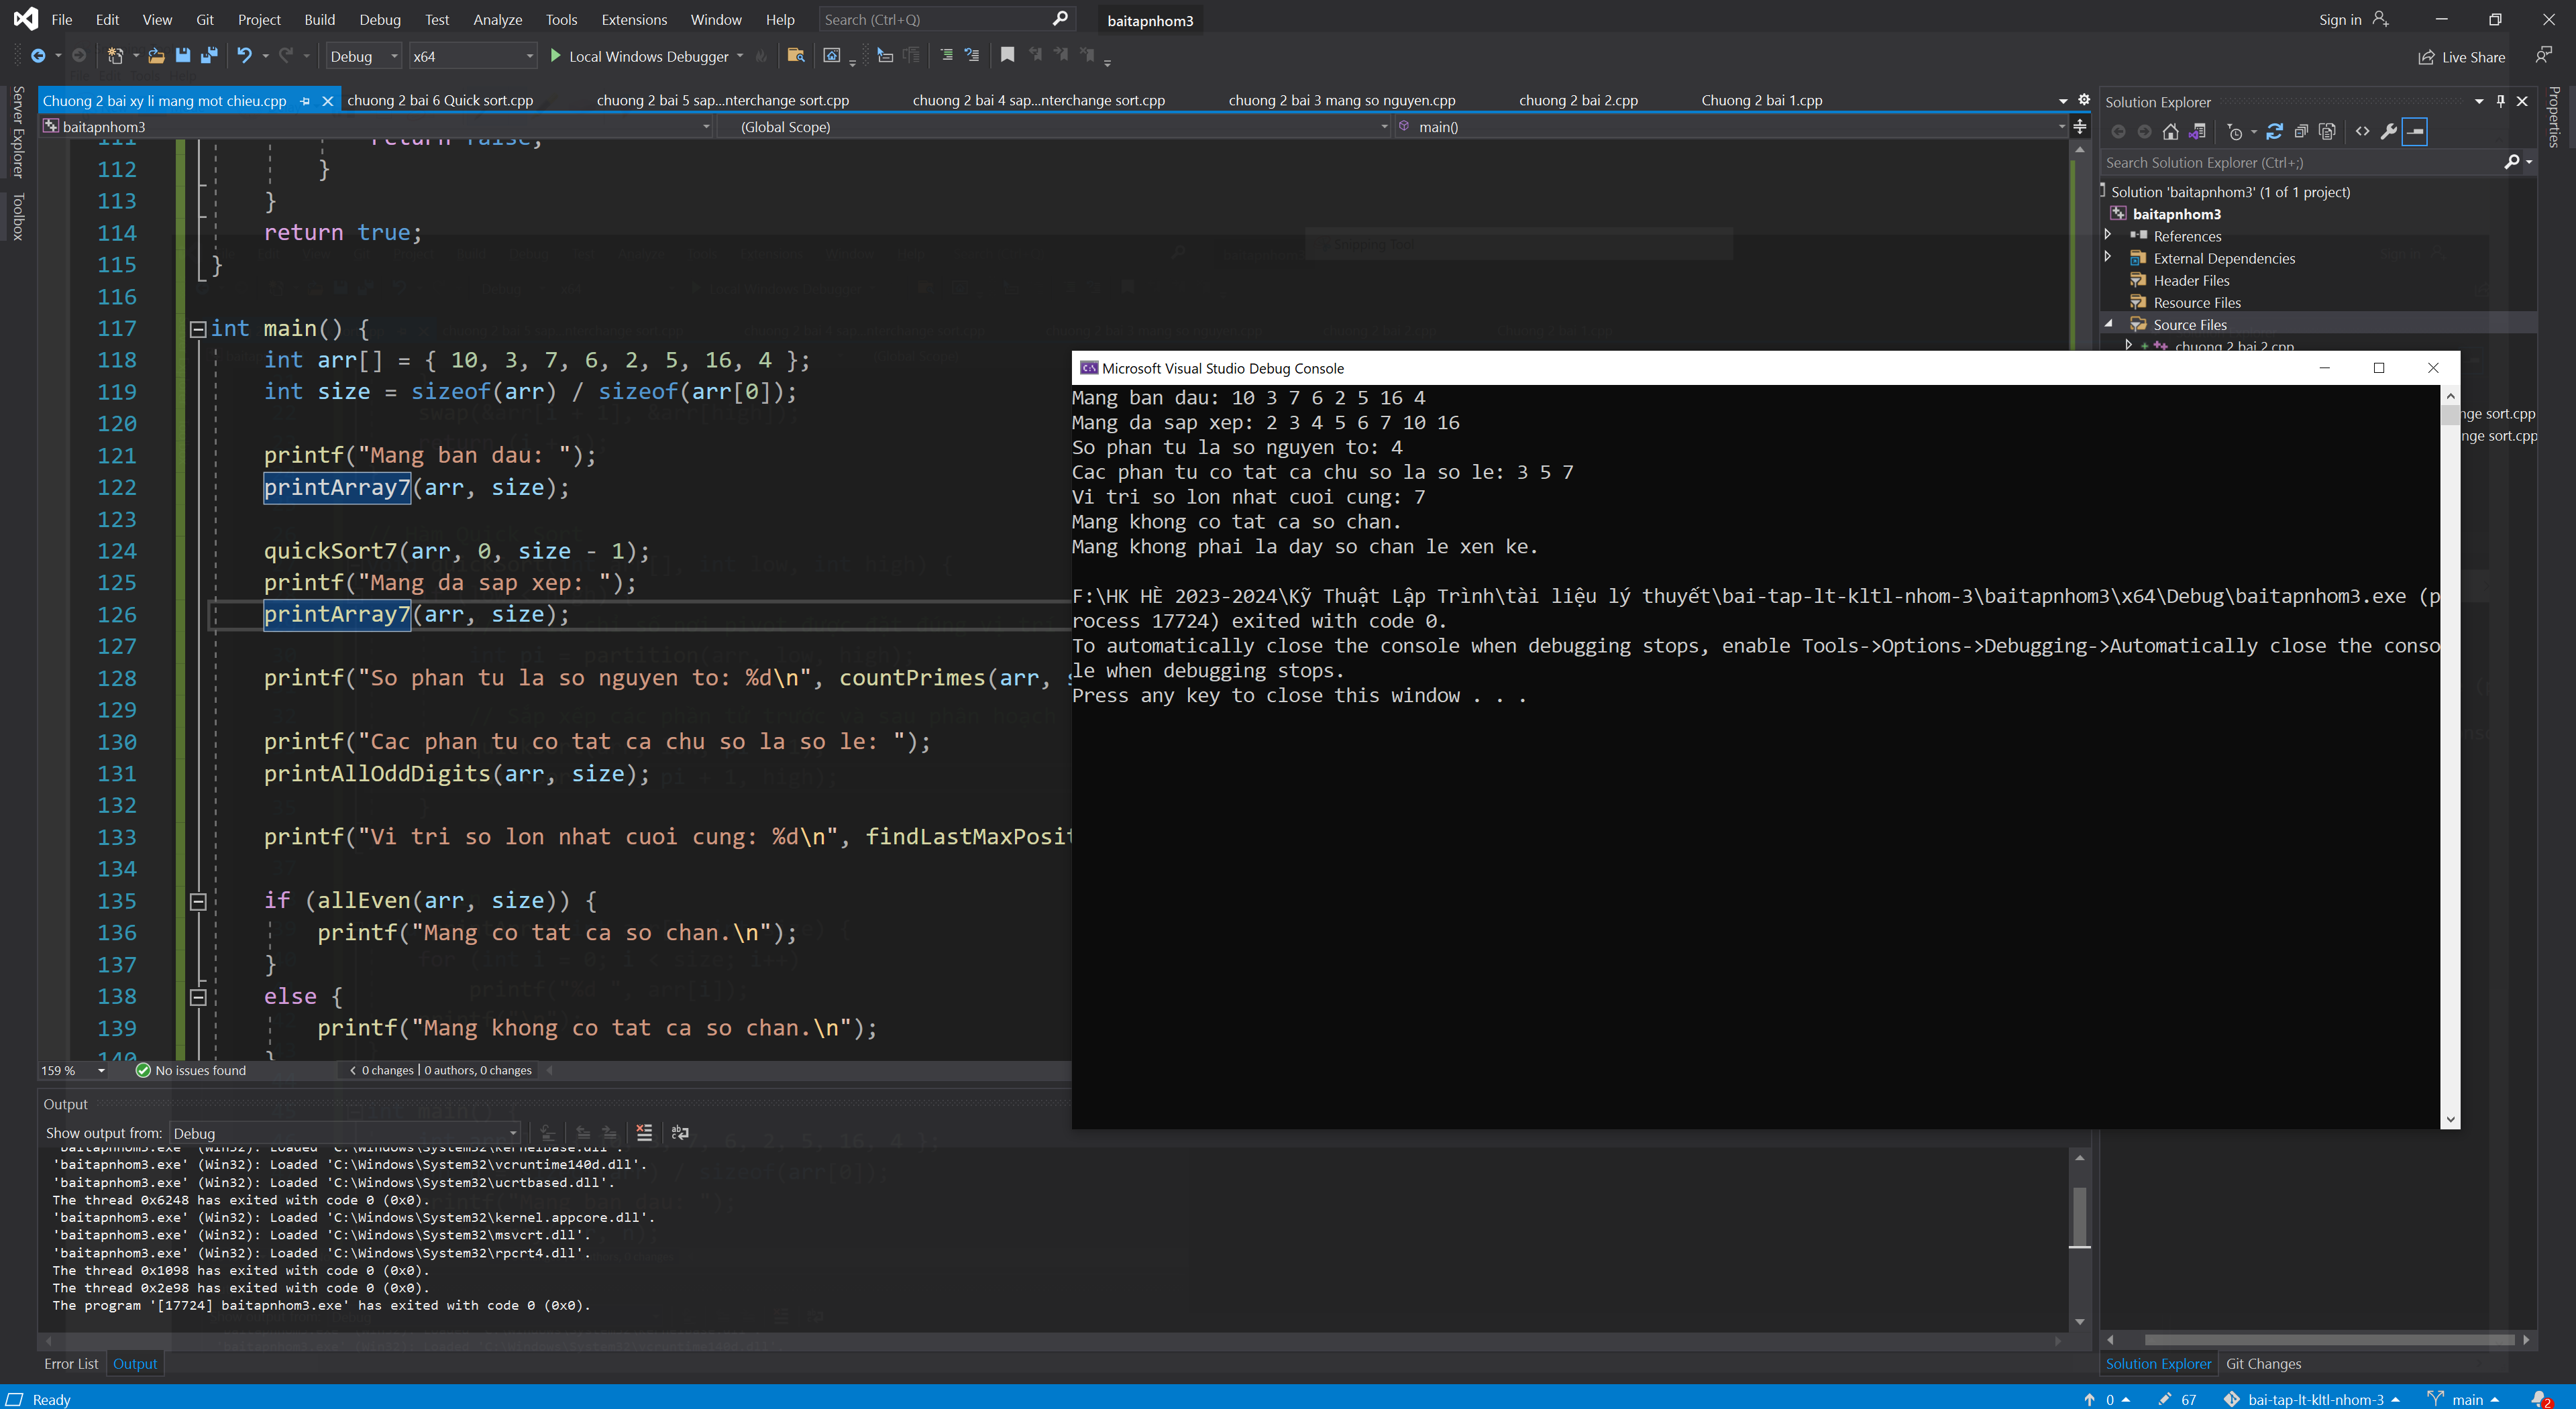 File Edit View Git Project Build Debug Test Analyze Tools Extensions Window Help Search (Ctrl+Q) baitapnhom3 Sign in
Debug x64 Local Windows Debugger Live Share
Server Explorer
Toolbox
Chuong 2 bai xy li mang mot chieu.cpp chuong 2 bai 6 Quick sort.cpp chuong 2 bai 5 sap...nterchange sort.cpp chuong 2 bai 4 sap...nterchange sort.cpp chuong 2 bai 3 mang so nguyen.cpp chuong 2 bai 2.cpp Chuong 2 bai 1.cpp
baitapnhom3 (Global Scope) main()
111 return false;
112 }
113 }
114 return true;
115 }
116
117 int main() {
118 int arr[] = { 10, 3, 7, 6, 2, 5, 16, 4 };
119 int size = sizeof(arr) / sizeof(arr[0]);
120
121 printf("Mang ban dau: ");
122 printArray7(arr, size);
123
124 quickSort7(arr, 0, size - 1);
125 printf("Mang da sap xep: ");
126 printArray7(arr, size);
127
128 printf("So phan tu la so nguyen to: %d\n", countPrimes(arr,
129
130 printf("Cac phan tu co tat ca chu so la so le: ");
131 printAllOddDigits(arr, size);
132
133 printf("Vi tri so lon nhat cuoi cung: %d\n", findLastMaxPosit
134
135 if (allEven(arr, size)) {
136 printf("Mang co tat ca so chan.\n");
137 }
138 else {
139 printf("Mang khong co tat ca so chan.\n");
140 }
159 % No issues found 0 changes | 0 authors, 0 changes
Microsoft Visual Studio Debug Console
Mang ban dau: 10 3 7 6 2 5 16 4
Mang da sap xep: 2 3 4 5 6 7 10 16
So phan tu la so nguyen to: 4
Cac phan tu co tat ca chu so la so le: 3 5 7
Vi tri so lon nhat cuoi cung: 7
Mang khong co tat ca so chan.
Mang khong phai la day so chan le xen ke.
F:\HK HÈ 2023-2024\Kỹ Thuật Lập Trình\tài liệu lý thuyết\bai-tap-lt-kltl-nhom-3\baitapnhom3\x64\Debug\baitapnhom3.exe (p
rocess 17724) exited with code 0.
To automatically close the console when debugging stops, enable Tools->Options->Debugging->Automatically close the conso
le when debugging stops.
Press any key to close this window . . .
Output
Show output from: Debug
'baitapnhom3.exe' (Win32): Loaded 'C:\Windows\System32\KernelBase.dll'.
'baitapnhom3.exe' (Win32): Loaded 'C:\Windows\System32\vcruntime140d.dll'.
'baitapnhom3.exe' (Win32): Loaded 'C:\Windows\System32\ucrtbased.dll'.
The thread 0x6248 has exited with code 0 (0x0).
'baitapnhom3.exe' (Win32): Loaded 'C:\Windows\System32\kernel.appcore.dll'.
'baitapnhom3.exe' (Win32): Loaded 'C:\Windows\System32\msvcrt.dll'.
'baitapnhom3.exe' (Win32): Loaded 'C:\Windows\System32\rpcrt4.dll'.
The thread 0x1098 has exited with code 0 (0x0).
The thread 0x2e98 has exited with code 0 (0x0).
The program '[17724] baitapnhom3.exe' has exited with code 0 (0x0).
Error List Output
Solution Explorer
Search Solution Explorer (Ctrl+;)
Solution 'baitapnhom3' (1 of 1 project)
baitapnhom3
References
External Dependencies
Header Files
Resource Files
Source Files
chuong 2 bai 2.cpp
nge sort.cpp
nge sort.cpp
Solution Explorer Git Changes
Properties
Ready 0 67 bai-tap-lt-kltl-nhom-3 main 2